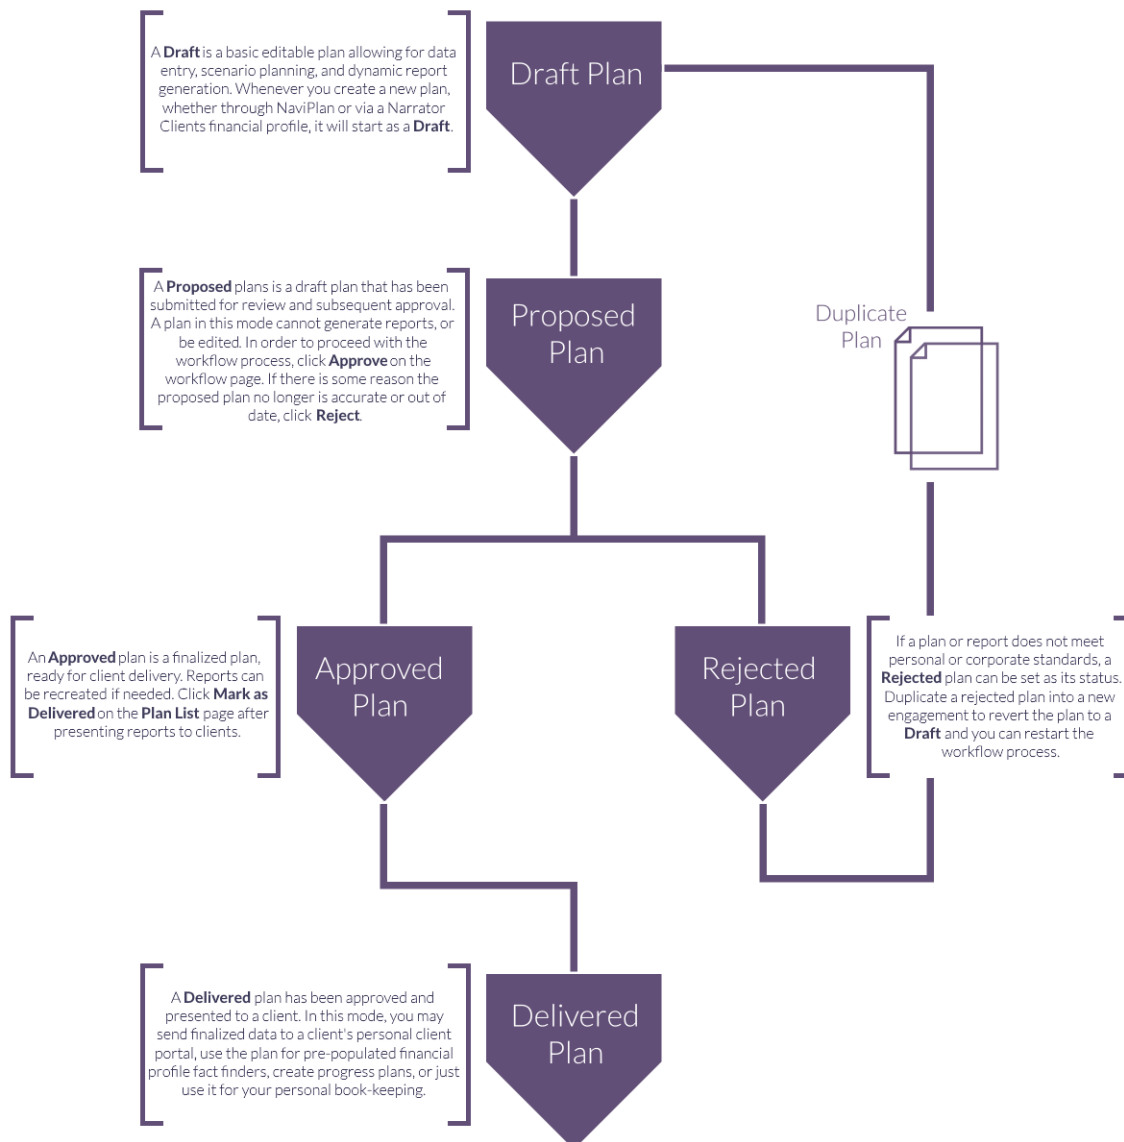 A Draft is a basic editable plan allowing for data
entry, scenario planning, and dynamic report
generation. Whenever you create a new plan,
whether through NaviPlan or via a Narrator
Clients financial profile, it will start as a Draft.
Draft Plan
A Proposed plans is a draft plan that has been
submitted for review and subsequent approval.
A plan in this mode cannot generate reports, or
be edited. In order to proceed with the
workflow process, click Approve on the
workflow page. If there is some reason the
proposed plan no longer is accurate or out of
date, click Reject.
Proposed
Plan
Duplicate
Plan
An Approved plan is a finalized plan,
ready for client delivery. Reports can
be recreated if needed. Click Mark as
Delivered on the Plan List page after
presenting reports to clients.
Approved
Plan
Rejected
Plan
If a plan or report does not meet
personal or corporate standards, a
Rejected plan can be set as its status.
Duplicate a rejected plan into a new
engagement to revert the plan to a
Draft and you can restart the
workflow process.
A Delivered plan has been approved and
presented to a client. In this mode, you may
send finalized data to a client's personal client
portal, use the plan for pre-populated financial
profile fact finders, create progress plans, or just
use it for your personal book-keeping.
Delivered
Plan